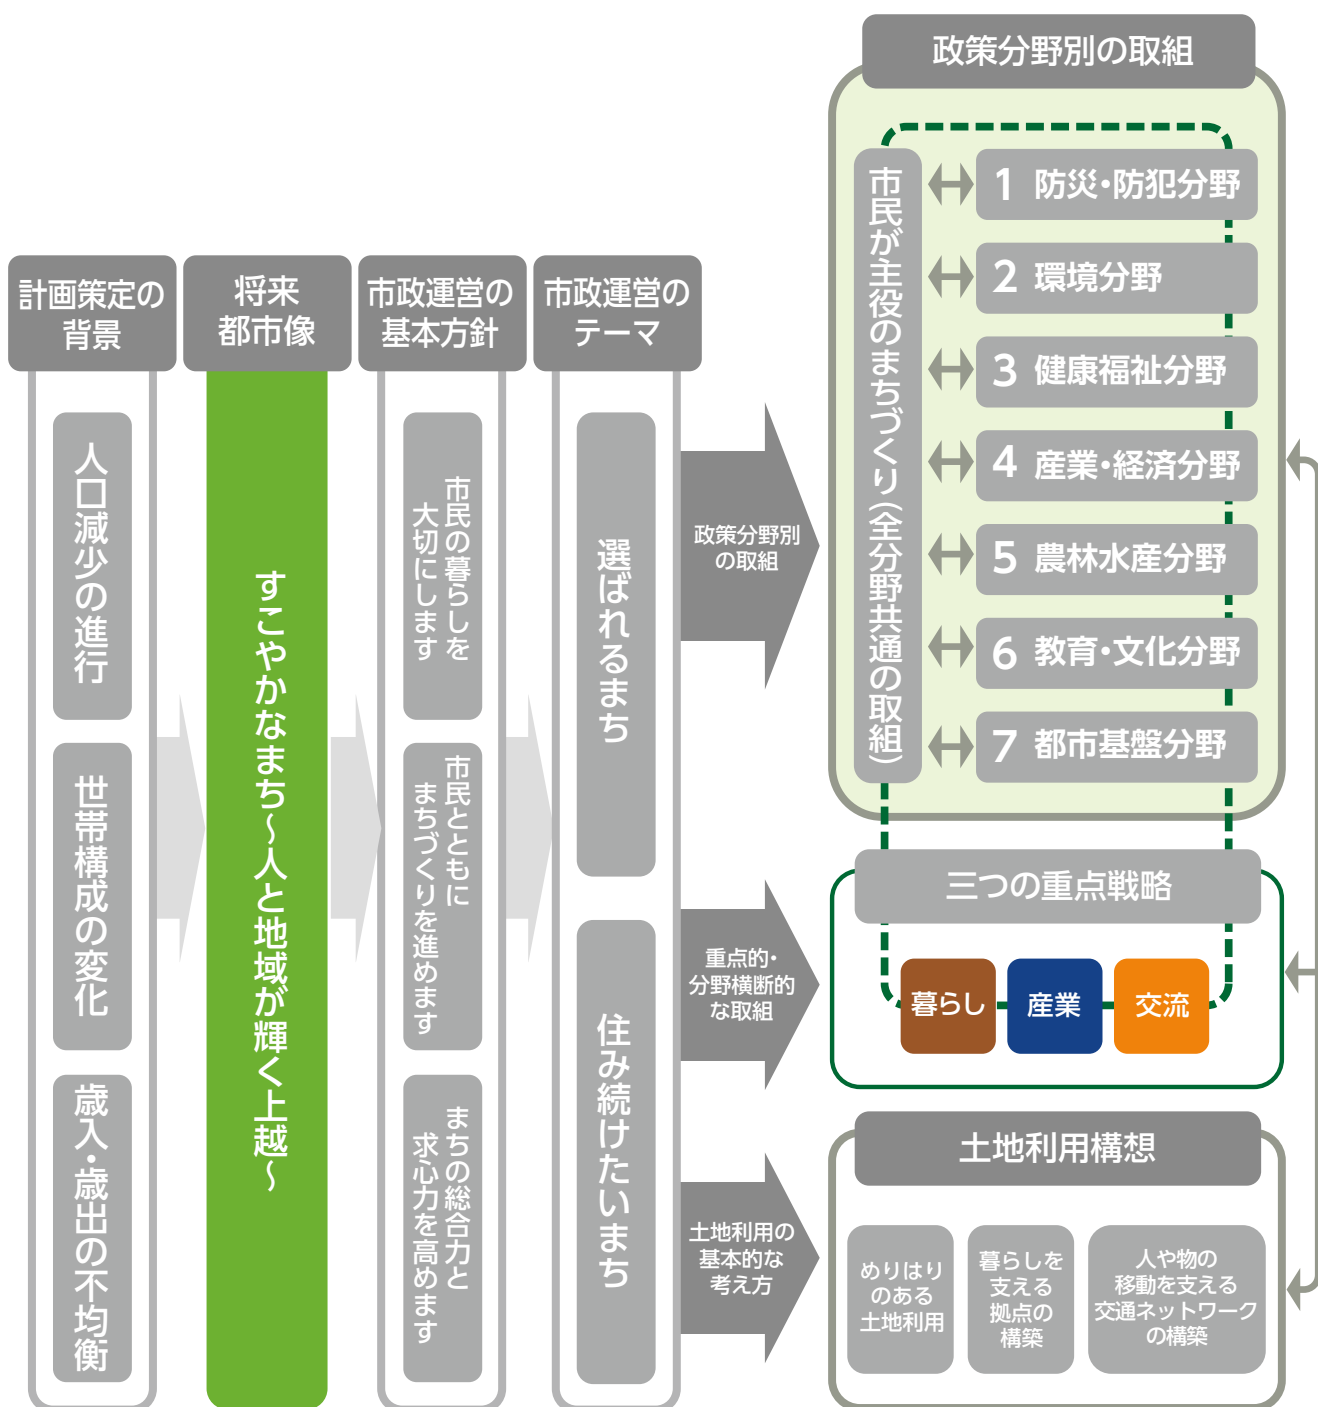 計画策定の
背景
人口減少の進行
世帯構成の変化
歳入・歳出の不均衡
将来
都市像
すこやかなまち～人と地域が輝く上越～
市政運営の
基本方針
市民の暮らしを
大切にします
市民とともに
まちづくりを進めます
まちの総合力と
求心力を高めます
市政運営の
テーマ
選ばれるまち
住み続けたいまち
政策分野別
の取組
重点的・
分野横断的
な取組
土地利用の
基本的な
考え方
政策分野別の取組
市民が主役のまちづくり(全分野共通の取組)
1 防災・防犯分野
2 環境分野
3 健康福祉分野
4 産業・経済分野
5 農林水産分野
6 教育・文化分野
7 都市基盤分野
三つの重点戦略
暮らし
産業
交流
土地利用構想
めりはり
のある
土地利用
暮らしを
支える
拠点の
構築
人や物の
移動を支える
交通ネットワーク
の構築